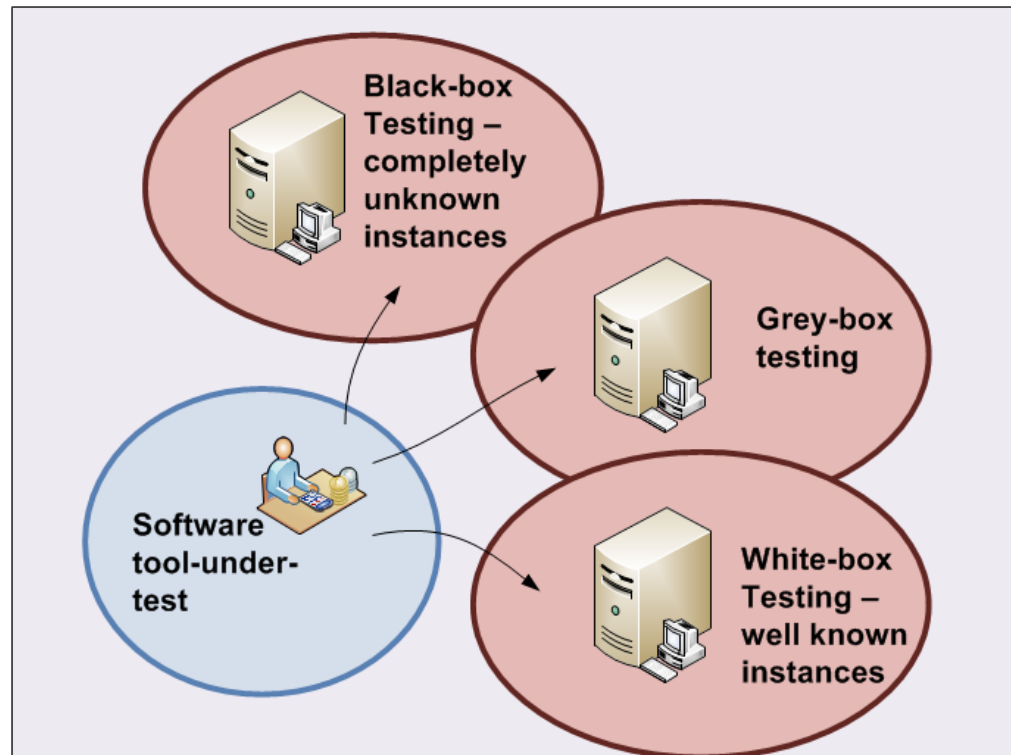 Black-box
Testing –
completely
unknown
instances
Grey-box
testing
Software
tool-under-
test
White-box
Testing –
well known
instances